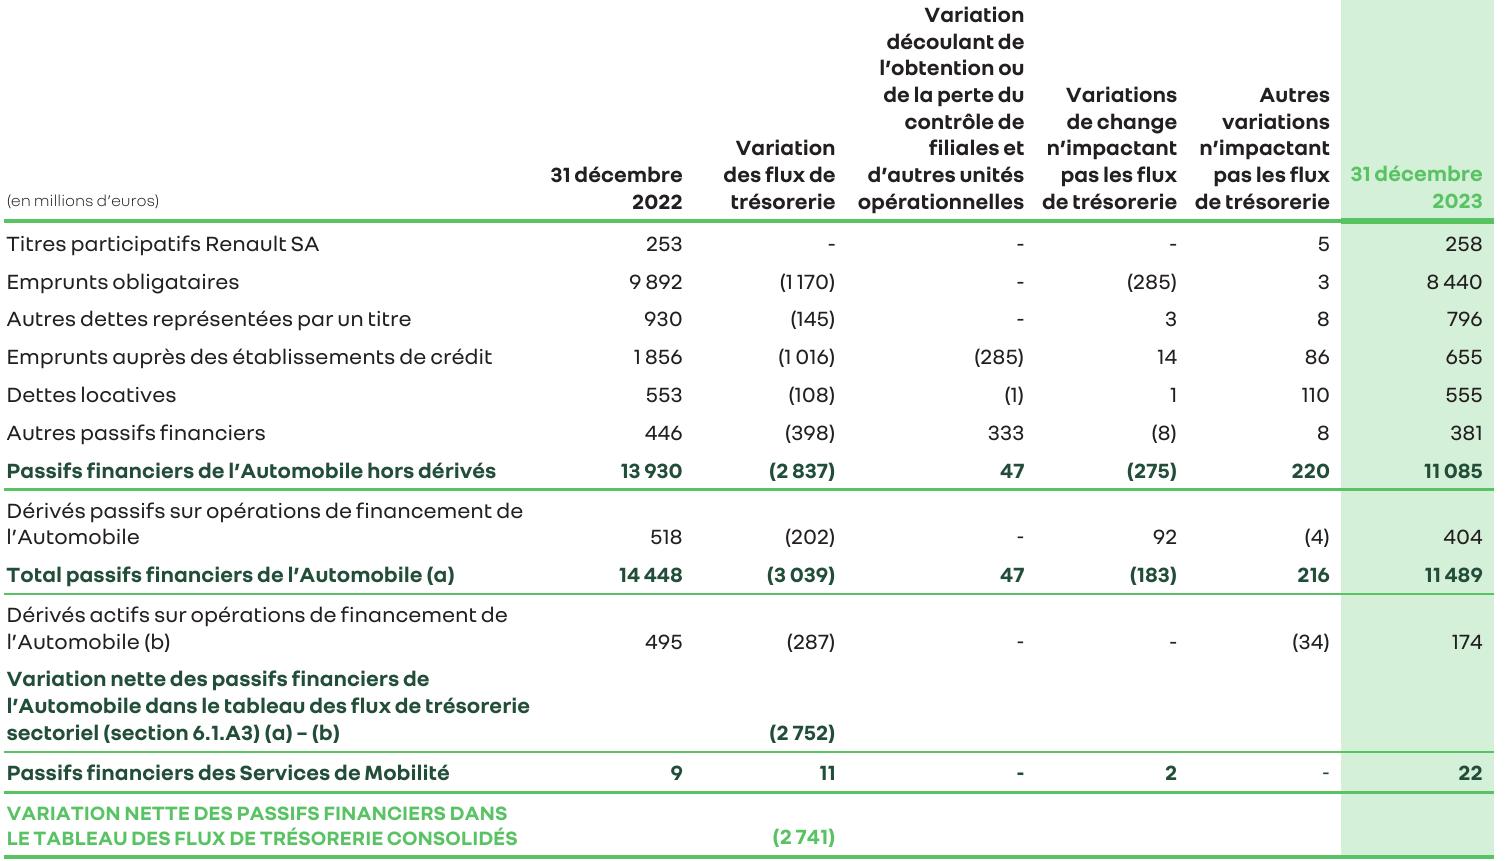 (en millions d'euros) 31 décembre 2022 Variation des flux de trésorerie Variation découlant de l'obtention ou de la perte du contrôle de filiales et d'autres unités opérationnelles Variations de change n'impactant pas les flux de trésorerie Autres variations n'impactant pas les flux de trésorerie 31 décembre 2023
Titres participatifs Renault SA 253 - - - 5 258
Emprunts obligataires 9 892 (1 170) - (285) 3 8 440
Autres dettes représentées par un titre 930 (145) - 3 8 796
Emprunts auprès des établissements de crédit 1 856 (1 016) (285) 14 86 655
Dettes locatives 553 (108) (1) 1 110 555
Autres passifs financiers 446 (398) 333 (8) 8 381
Passifs financiers de l'Automobile hors dérivés 13 930 (2 837) 47 (275) 220 11 085
Dérivés passifs sur opérations de financement de
l'Automobile 518 (202) - 92 (4) 404
Total passifs financiers de l'Automobile (a) 14 448 (3 039) 47 (183) 216 11 489
Dérivés actifs sur opérations de financement de
l'Automobile (b) 495 (287) - - (34) 174
Variation nette des passifs financiers de
l'Automobile dans le tableau des flux de trésorerie
sectoriel (section 6.1.A3) (a) – (b) (2 752)
Passifs financiers des Services de Mobilité 9 11 - 2 - 22
VARIATION NETTE DES PASSIFS FINANCIERS DANS
LE TABLEAU DES FLUX DE TRÉSORERIE CONSOLIDÉS (2 741)